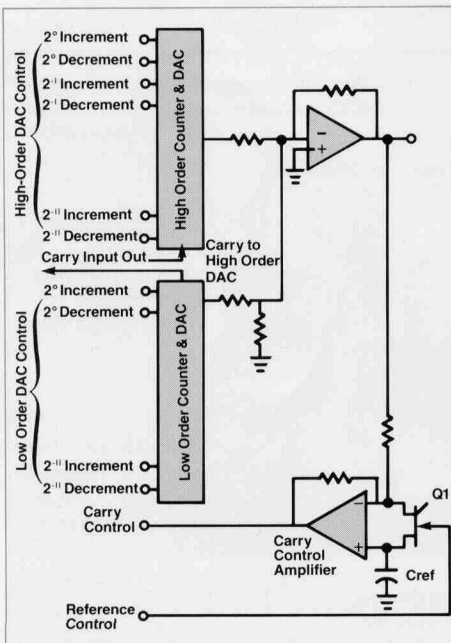 High-Order DAC Control
2° Increment
2° Decrement
2⁻¹ Increment
2⁻¹ Decrement
2⁻¹¹ Increment
2⁻¹¹ Decrement
High Order Counter & DAC
−
+
Carry Input Out
Carry to
High Order
DAC
Low Order DAC Control
2° Increment
2° Decrement
2⁻¹¹ Increment
2⁻¹¹ Decrement
Low Order Counter & DAC
Carry
Control
Carry
Control
Amplifier
−
+
Q1
Cref
Reference
Control